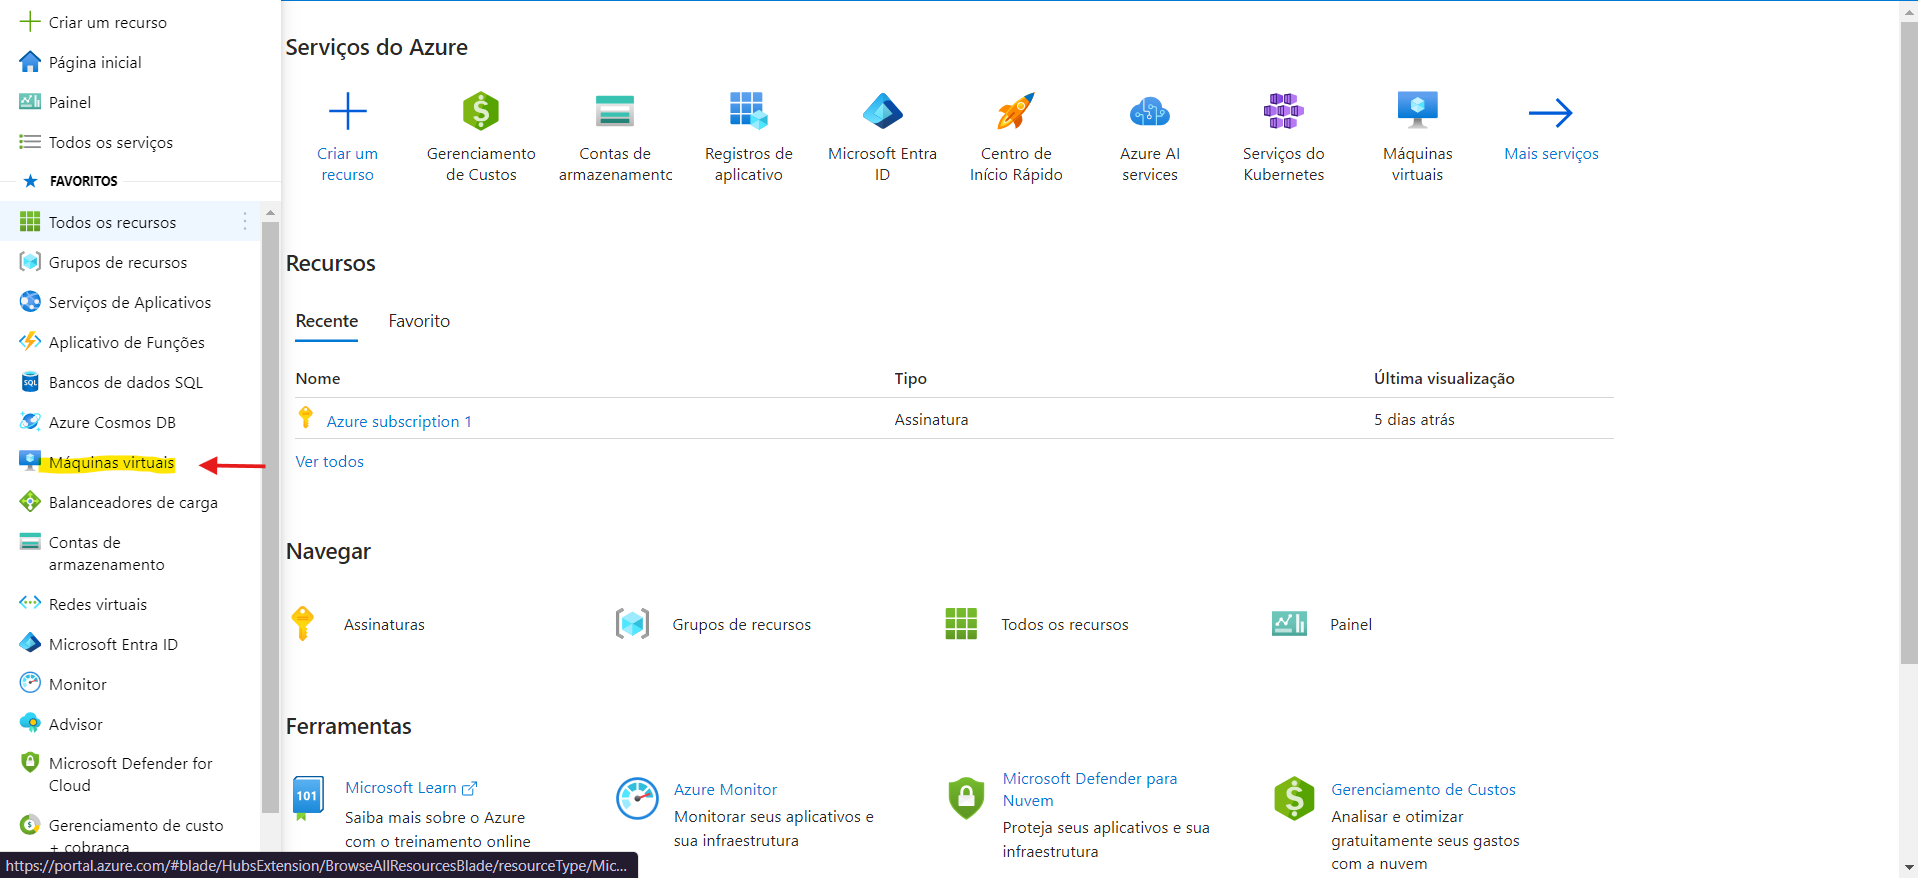 Criar um recurso
Página inicial
Painel
Todos os serviços
FAVORITOS
Todos os recursos
Grupos de recursos
Serviços de Aplicativos
Aplicativo de Funções
SQL
Bancos de dados SQL
Azure Cosmos DB
Máquinas virtuais
Balanceadores de carga
Contas de
armazenamento
Redes virtuais
Microsoft Entra ID
Monitor
Advisor
Microsoft Defender for
Cloud
Gerenciamento de custo
+ cobrança
https://portal.azure.com/#blade/HubsExtension/BrowseAllResourcesBlade/resourceType/Mic...
Serviços do Azure
Criar um
recurso
Gerenciamento
de Custos
Contas de
armazenamento
Registros de
aplicativo
Microsoft Entra
ID
Centro de
Início Rápido
Azure AI
services
Serviços do
Kubernetes
Máquinas
virtuais
Mais serviços
Recursos
Recente Favorito
Nome Tipo Última visualização
Azure subscription 1 Assinatura 5 dias atrás
Ver todos
Navegar
Assinaturas Grupos de recursos Todos os recursos Painel
Ferramentas
101
Microsoft Learn
Saiba mais sobre o Azure
com o treinamento online
Azure Monitor
Monitorar seus aplicativos e
sua infraestrutura
Microsoft Defender para
Nuvem
Proteja seus aplicativos e sua
infraestrutura
Gerenciamento de Custos
Analisar e otimizar
gratuitamente seus gastos
com a nuvem